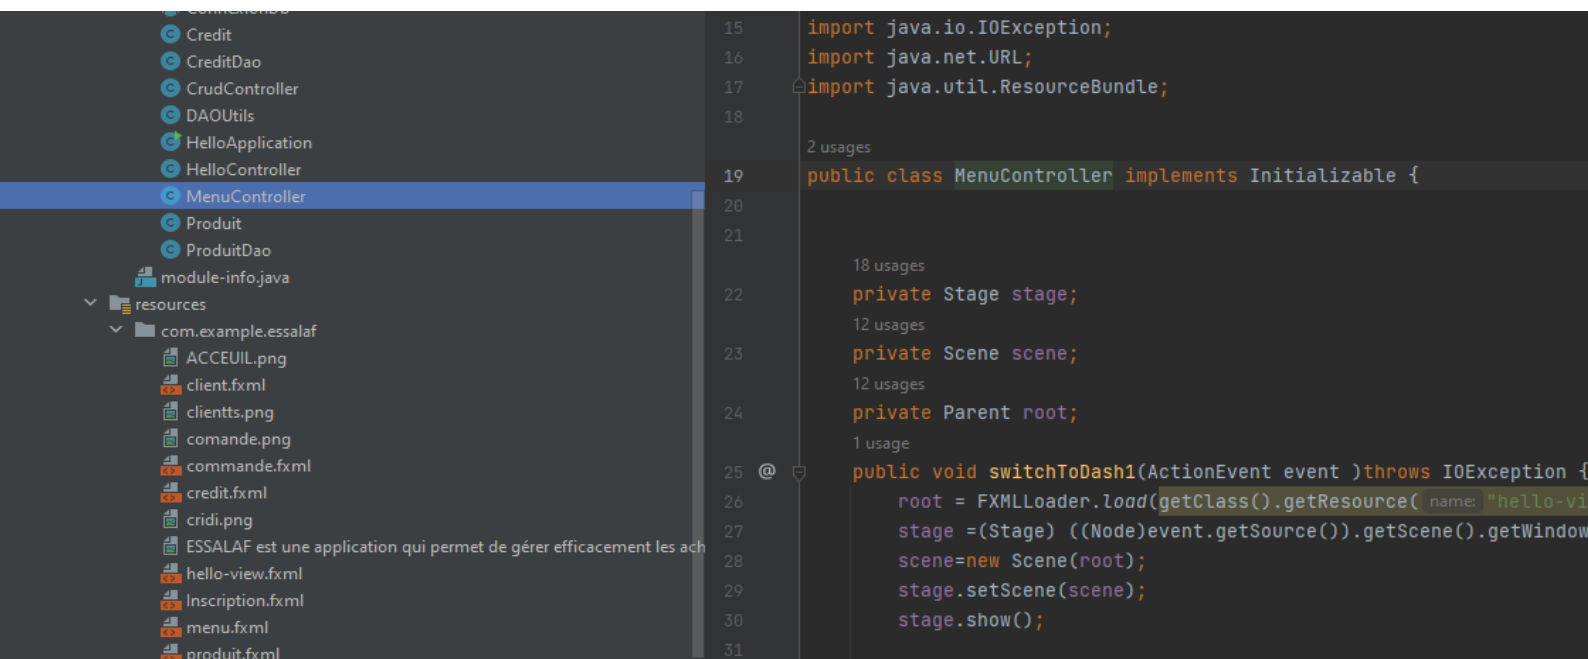 ConnexionDb
Credit
CreditDao
CrudController
DAOUtils
HelloApplication
HelloController
MenuController
Produit
ProduitDao
module-info.java
resources
com.example.essalaf
ACCEUIL.png
client.fxml
clientts.png
comande.png
commande.fxml
credit.fxml
cridi.png
ESSALAF est une application qui permet de gérer efficacement les ach
hello-view.fxml
Inscription.fxml
menu.fxml
produit.fxml
15 import java.io.IOException;
16 import java.net.URL;
17 import java.util.ResourceBundle;
18
2 usages
19 public class MenuController implements Initializable {
20
21
18 usages
22 private Stage stage;
12 usages
23 private Scene scene;
12 usages
24 private Parent root;
1 usage
25 @ public void switchToDash1(ActionEvent event )throws IOException {
26 root = FXMLLoader.load(getClass().getResource( name: "hello-vi
27 stage =(Stage) ((Node)event.getSource()).getScene().getWindow
28 scene=new Scene(root);
29 stage.setScene(scene);
30 stage.show();
31